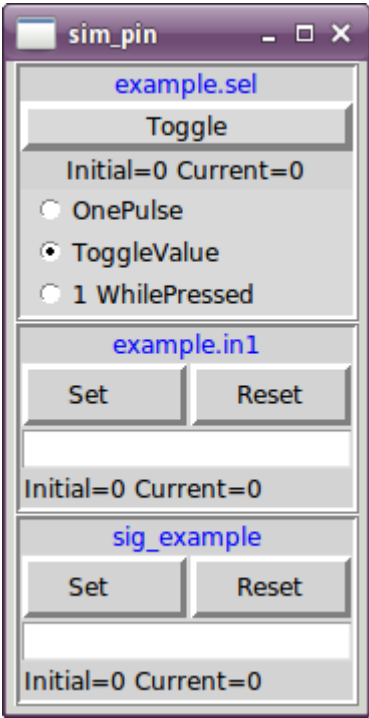 sim_pin
example.sel
Toggle
Initial=0 Current=0
OnePulse
ToggleValue
1 WhilePressed
example.in1
Set Reset
Initial=0 Current=0
sig_example
Set Reset
Initial=0 Current=0